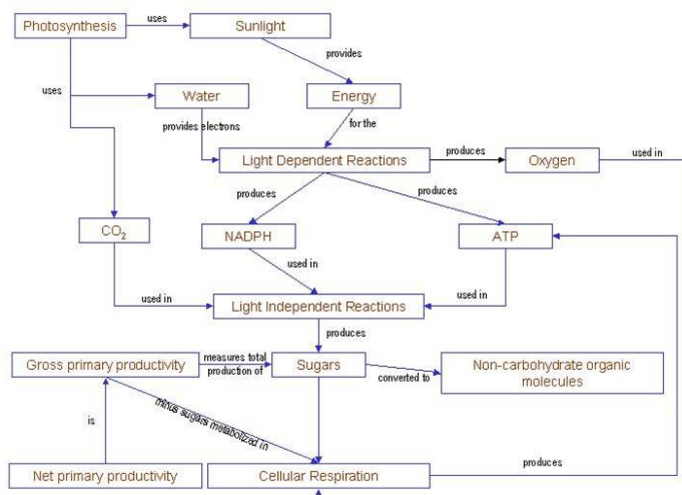 Photosynthesis
uses
Sunlight
provides
uses
Water
Energy
provides electrons
for the
Light Dependent Reactions
produces
Oxygen
used in
produces
produces
CO₂
NADPH
ATP
used in
used in
used in
Light Independent Reactions
produces
Gross primary productivity
measures total
production of
Sugars
converted to
Non-carbohydrate organic
molecules
minus sugars metabolized in
is
Net primary productivity
Cellular Respiration
produces